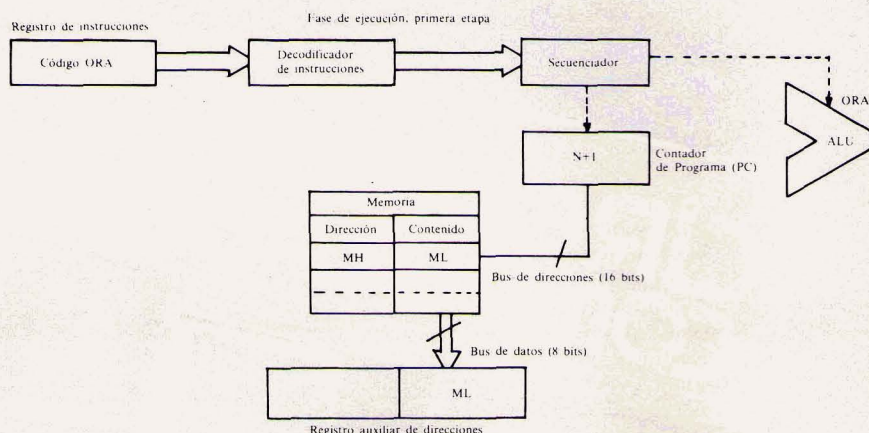 Fase de ejecución, primera etapa
Registro de instrucciones
Código ORA
Decodificador
de instrucciones
Secuenciador
ORA
ALU
N+1
Contador
de Programa (PC)
Memoria
Dirección
Contenido
MH
ML
Bus de direcciones (16 bits)
Bus de datos (8 bits)
ML
Registro auxiliar de direcciones